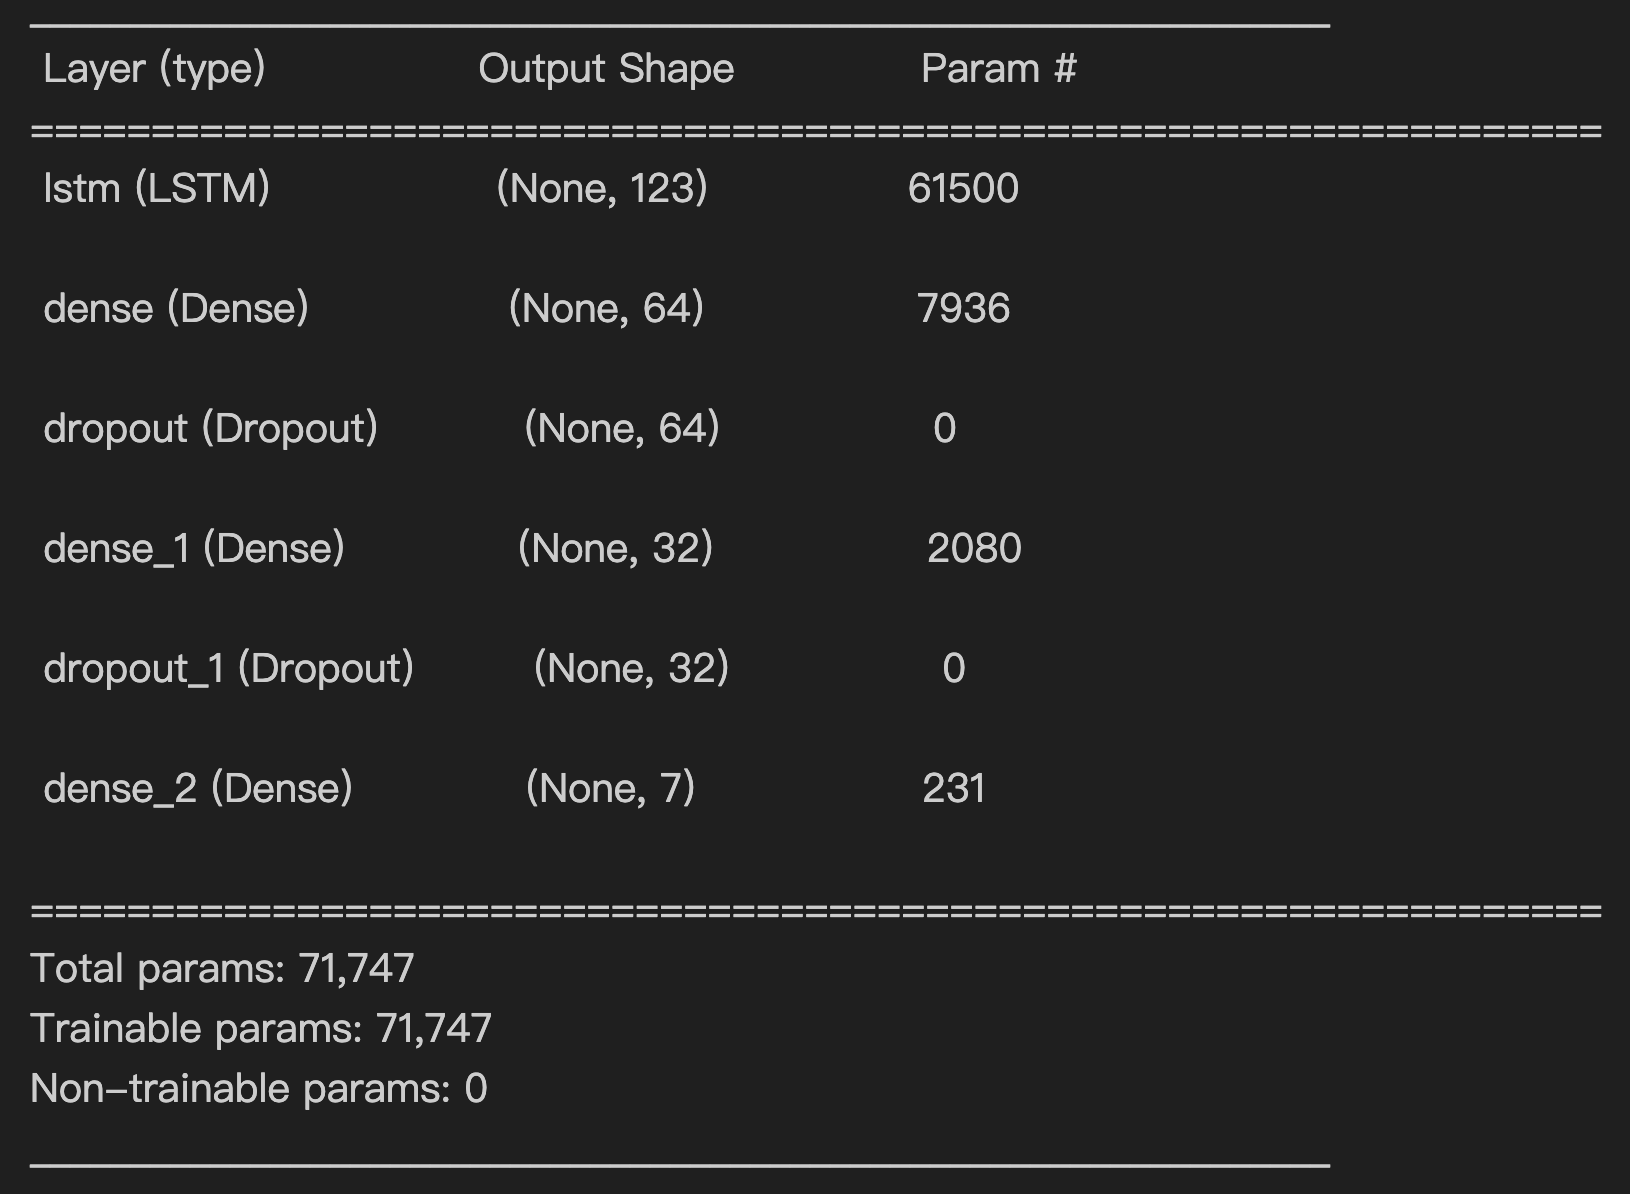 Layer (type) Output Shape Param #
=================================================================
lstm (LSTM) (None, 123) 61500
dense (Dense) (None, 64) 7936
dropout (Dropout) (None, 64) 0
dense_1 (Dense) (None, 32) 2080
dropout_1 (Dropout) (None, 32) 0
dense_2 (Dense) (None, 7) 231
=================================================================
Total params: 71,747
Trainable params: 71,747
Non-trainable params: 0